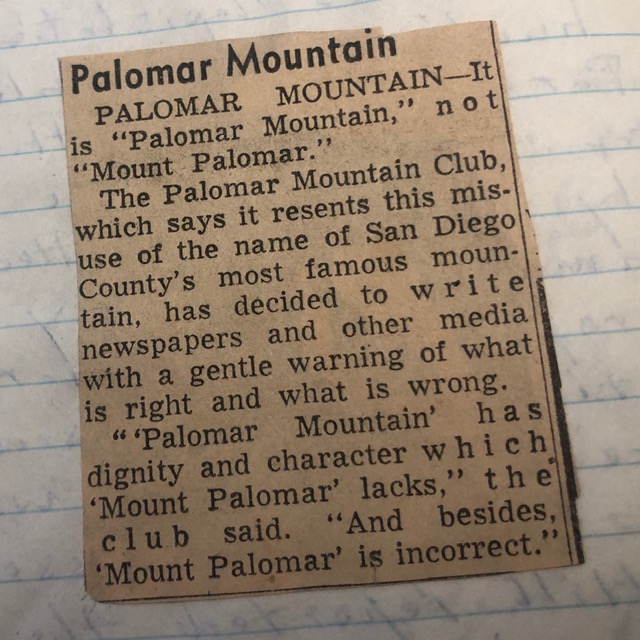 Palomar Mountain
PALOMAR MOUNTAIN—It
is "Palomar Mountain," not
"Mount Palomar."
The Palomar Mountain Club,
which says it resents this mis-
use of the name of San Diego
County's most famous moun-
tain, has decided to write
newspapers and other media
with a gentle warning of what
is right and what is wrong.
"'Palomar Mountain' has
dignity and character which
'Mount Palomar' lacks," the
club said. "And besides,
'Mount Palomar' is incorrect."